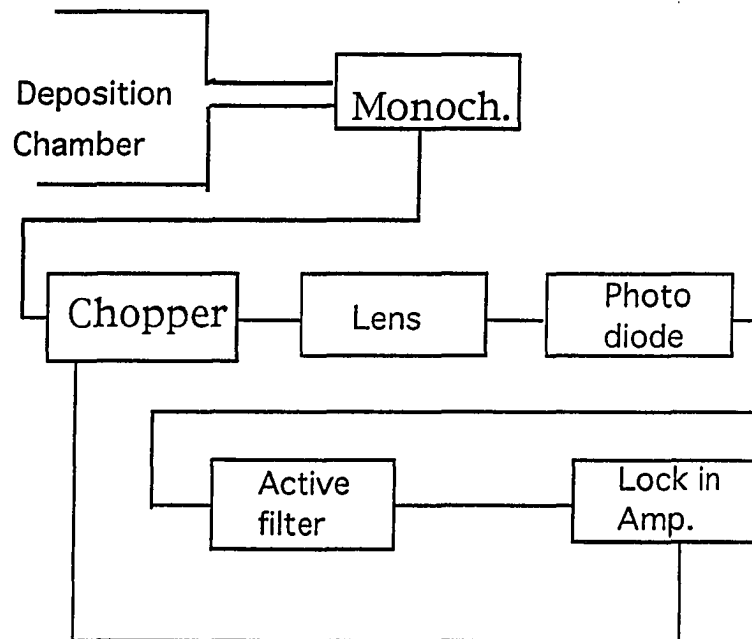 Deposition
Chamber
Monoch.
Chopper
Lens
Photo
diode
Active
filter
Lock in
Amp.